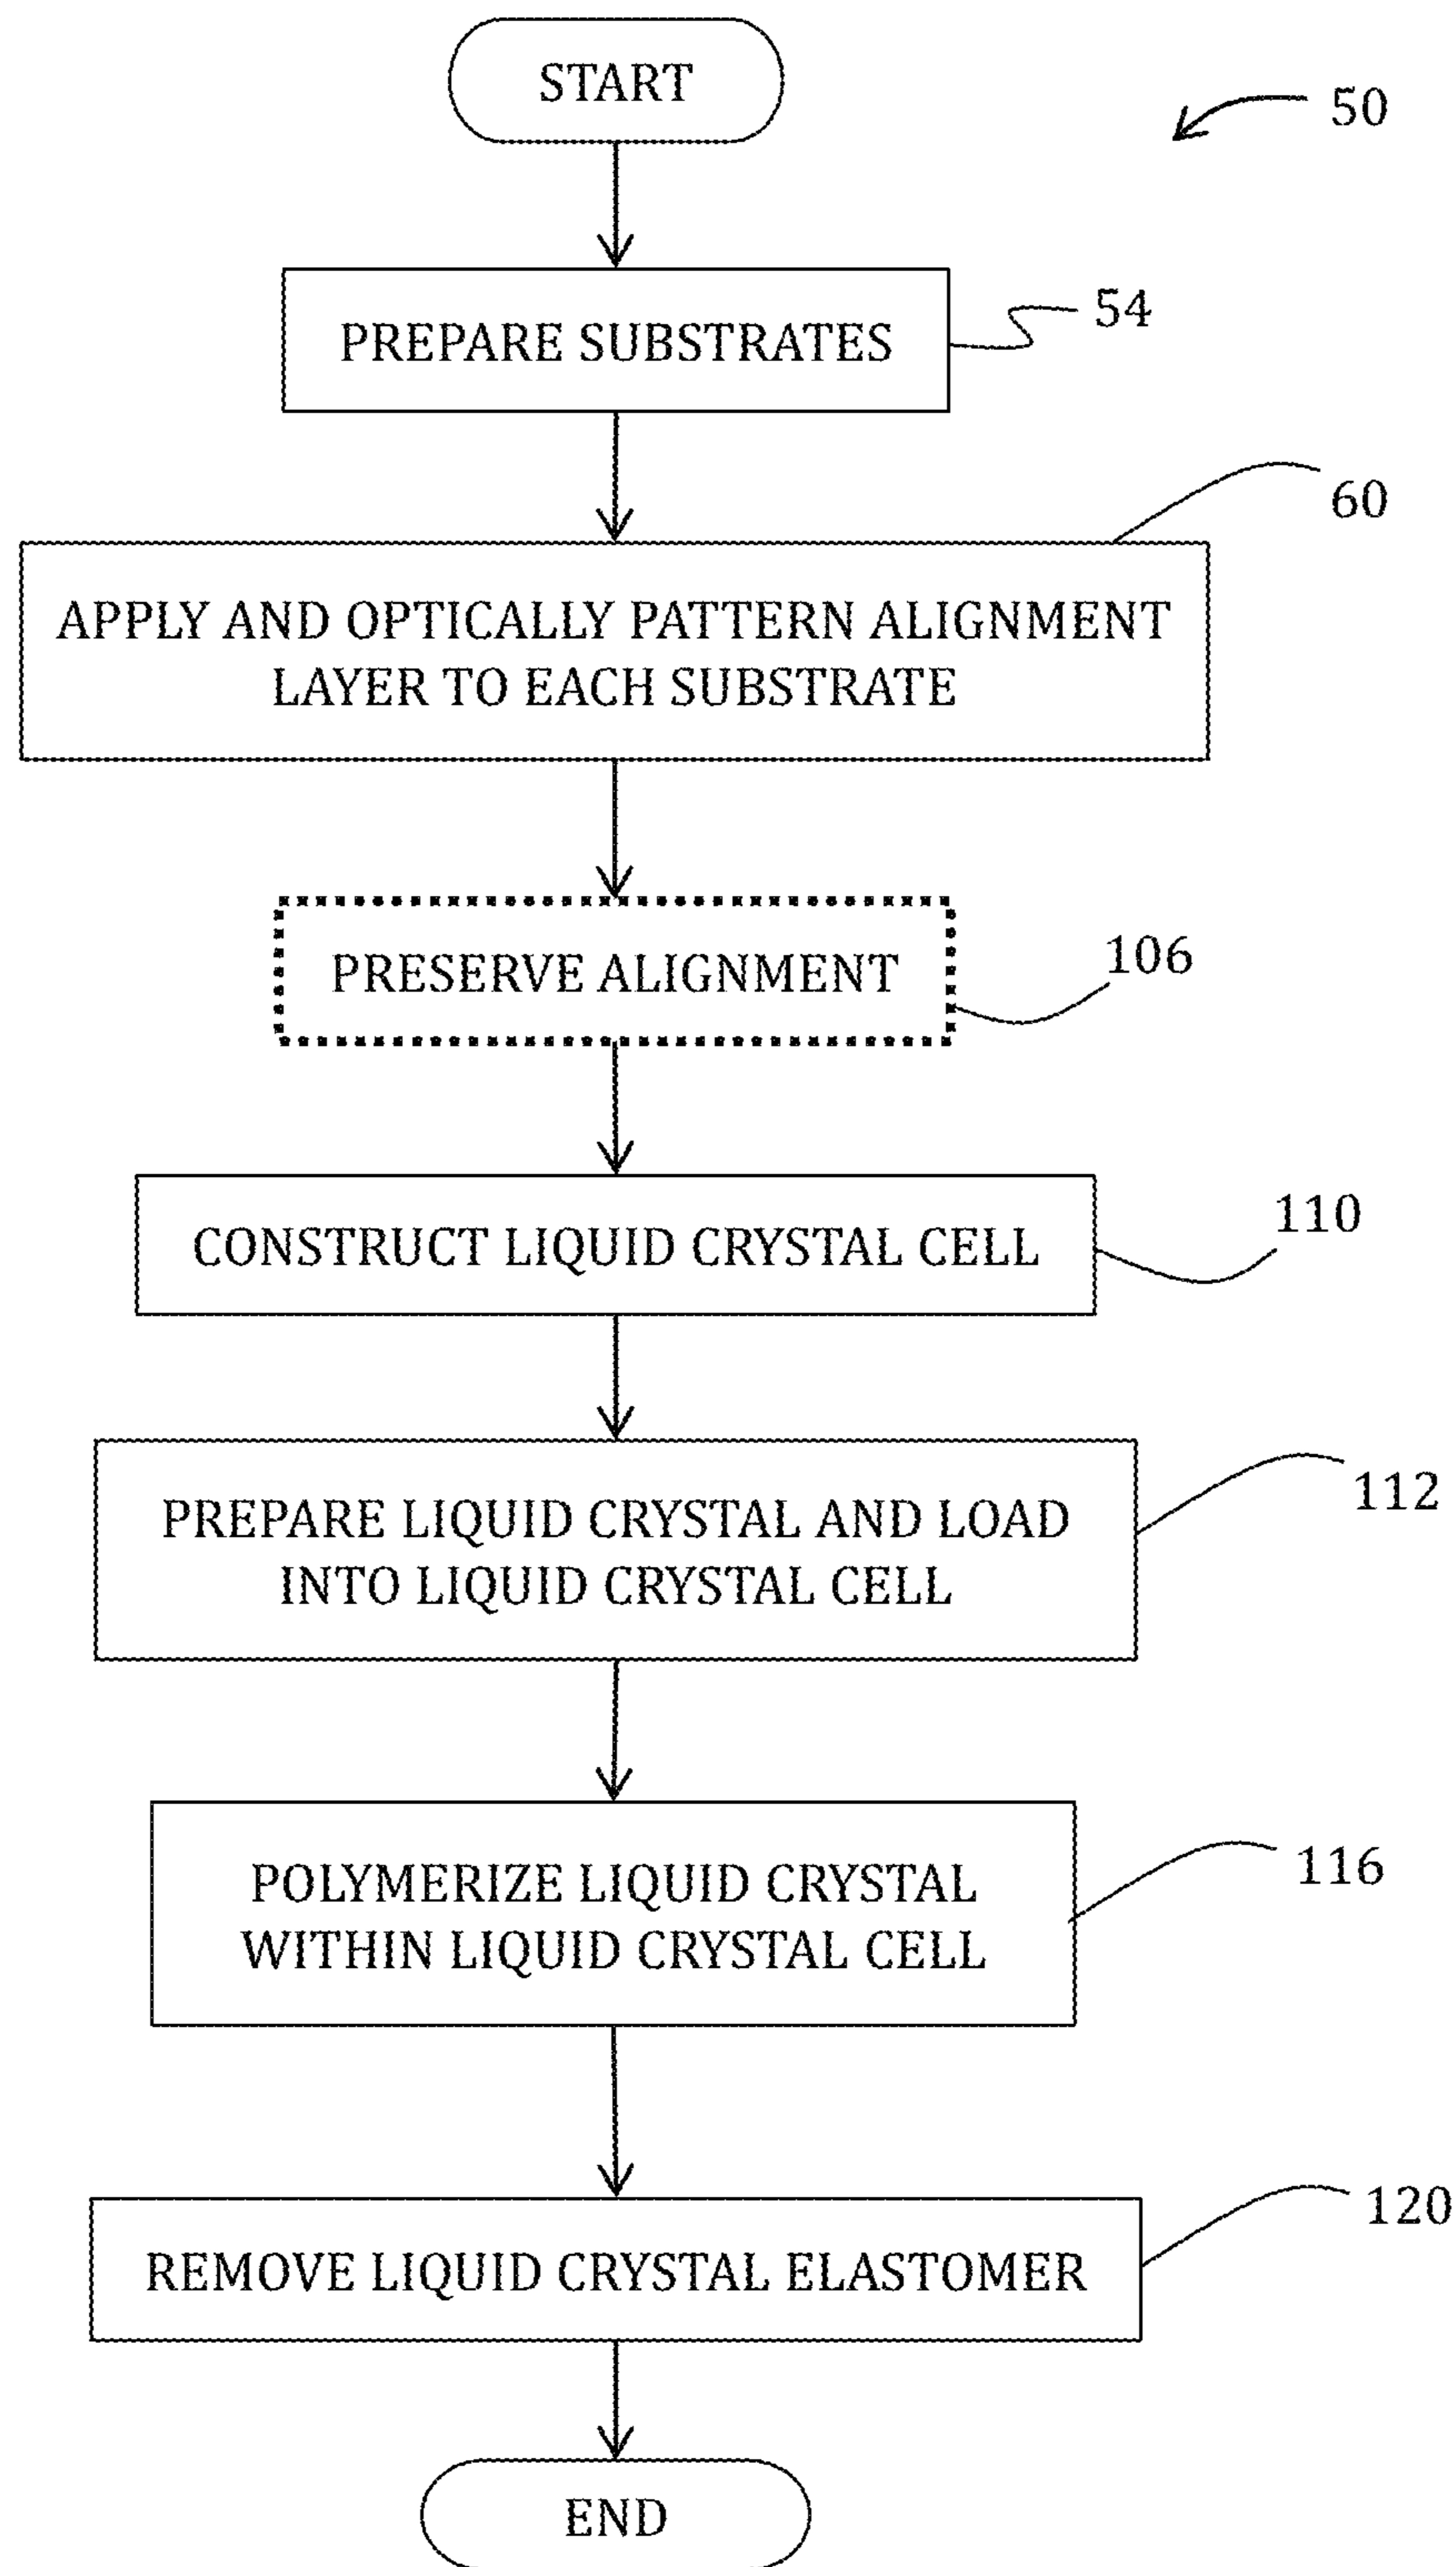 START
50
PREPARE SUBSTRATES
54
60
APPLY AND OPTICALLY PATTERN ALIGNMENT
LAYER TO EACH SUBSTRATE
PRESERVE ALIGNMENT
106
CONSTRUCT LIQUID CRYSTAL CELL
110
PREPARE LIQUID CRYSTAL AND LOAD
INTO LIQUID CRYSTAL CELL
112
POLYMERIZE LIQUID CRYSTAL
WITHIN LIQUID CRYSTAL CELL
116
REMOVE LIQUID CRYSTAL ELASTOMER
120
END